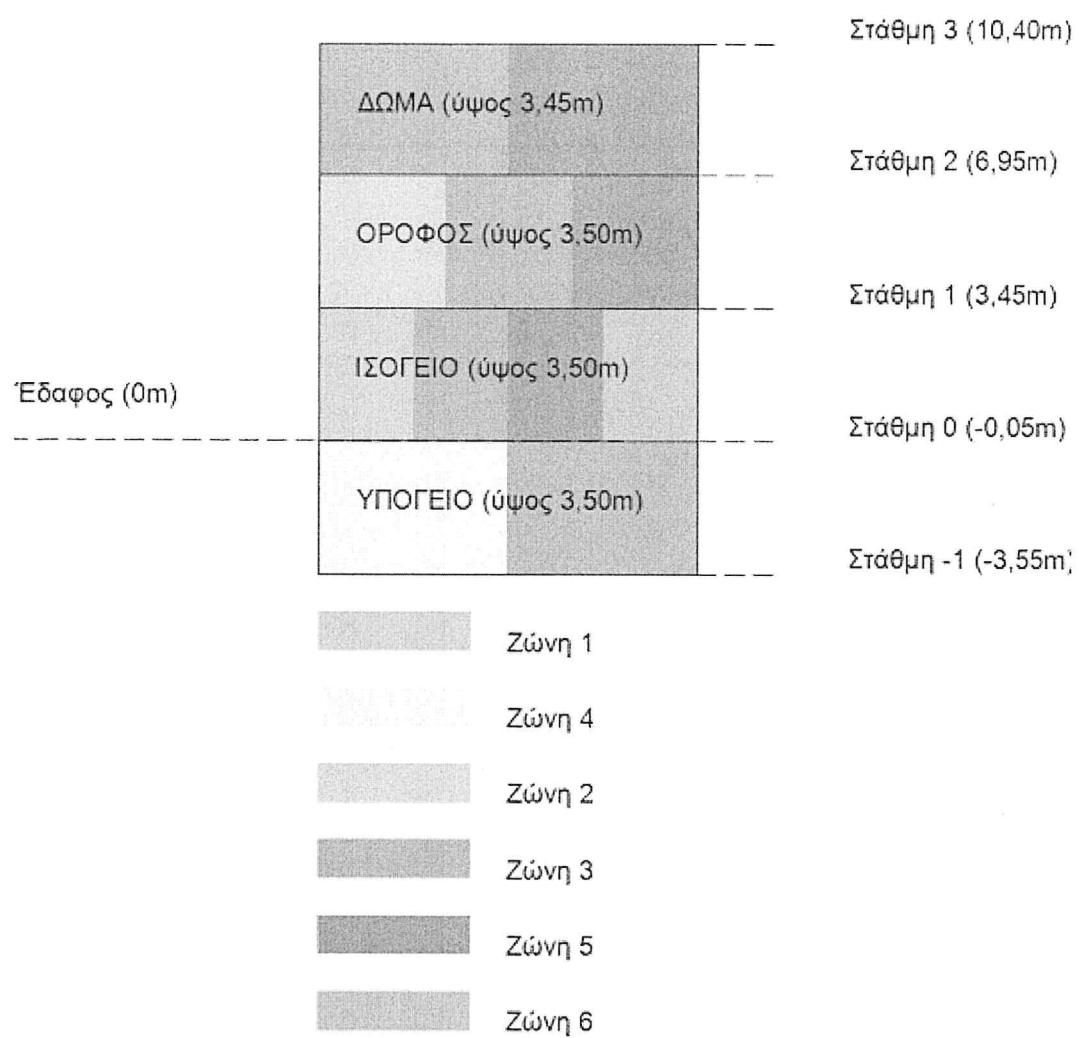 Στάθμη 3 (10,40m)
ΔΩΜΑ (ύψος 3,45m)
Στάθμη 2 (6,95m)
ΟΡΟΦΟΣ (ύψος 3,50m)
Στάθμη 1 (3,45m)
ΙΣΟΓΕΙΟ (ύψος 3,50m)
Έδαφος (0m)
Στάθμη 0 (-0,05m)
ΥΠΟΓΕΙΟ (ύψος 3,50m)
Στάθμη -1 (-3,55m)
Ζώνη 1
Ζώνη 4
Ζώνη 2
Ζώνη 3
Ζώνη 5
Ζώνη 6